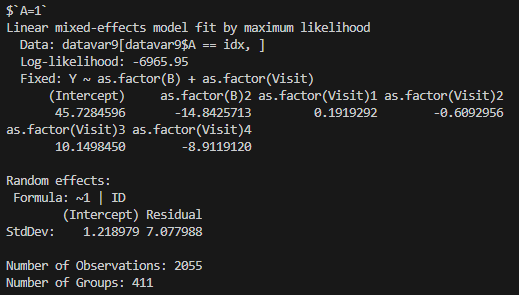 $`A=1`
Linear mixed-effects model fit by maximum likelihood
  Data: datavar9[datavar9$A == idx, ]
  Log-likelihood: -6965.95
  Fixed: Y ~ as.factor(B) + as.factor(Visit)
      (Intercept)     as.factor(B)2 as.factor(Visit)1 as.factor(Visit)2
       45.7284596       -14.8425713         0.1919292        -0.6092956
as.factor(Visit)3 as.factor(Visit)4
       10.1498450        -8.9119120
Random effects:
 Formula: ~1 | ID
        (Intercept) Residual
StdDev:    1.218979 7.077988
Number of Observations: 2055
Number of Groups: 411